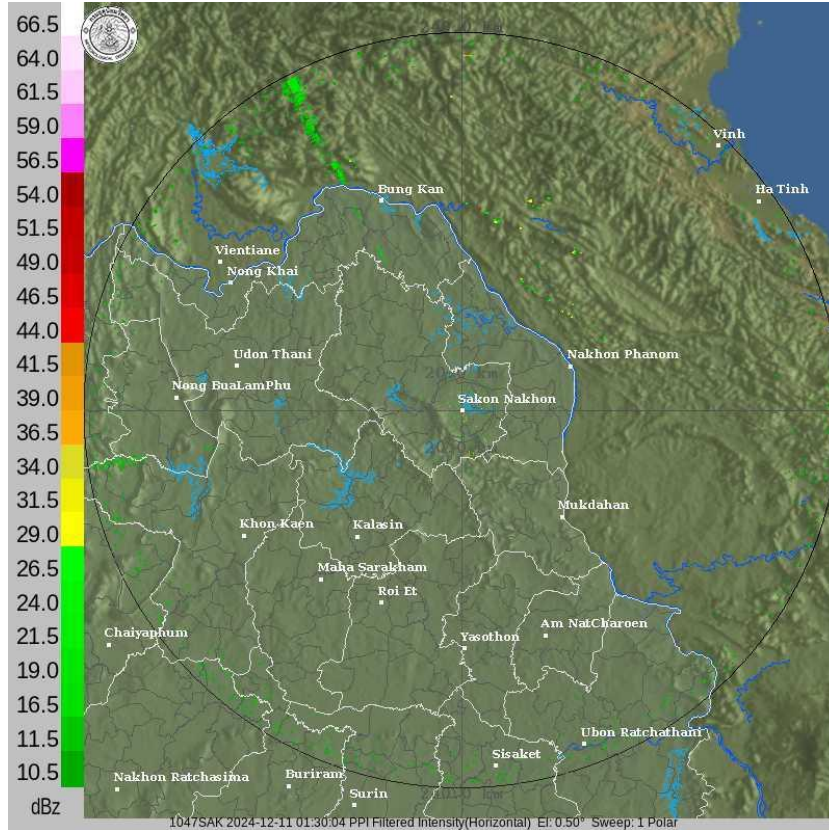 66.5
64.0
61.5
59.0
56.5
54.0
51.5
49.0
46.5
44.0
41.5
39.0
36.5
34.0
31.5
29.0
26.5
24.0
21.5
19.0
16.5
11.5
10.5
dBz
Vinh
Ha Tinh
Bung Kan
Vientiane
Nong Khai
Udon Thani
Nakhon Phanom
Nong BuaLamPhu
Sakon Nakhon
Mukdahan
Khon Kaen
Kalasin
Maha Sarakham
Roi Et
Chaiyaphum
Yasothon
Am NatCharoen
Ubon Ratchathani
Sisaket
Nakhon Ratchasima
Buriram
Surin
1047SAK 2024-12-11 01:30:04 PPI Filtered Intensity(Horizontal) El: 0.50° Sweep: 1 Polar